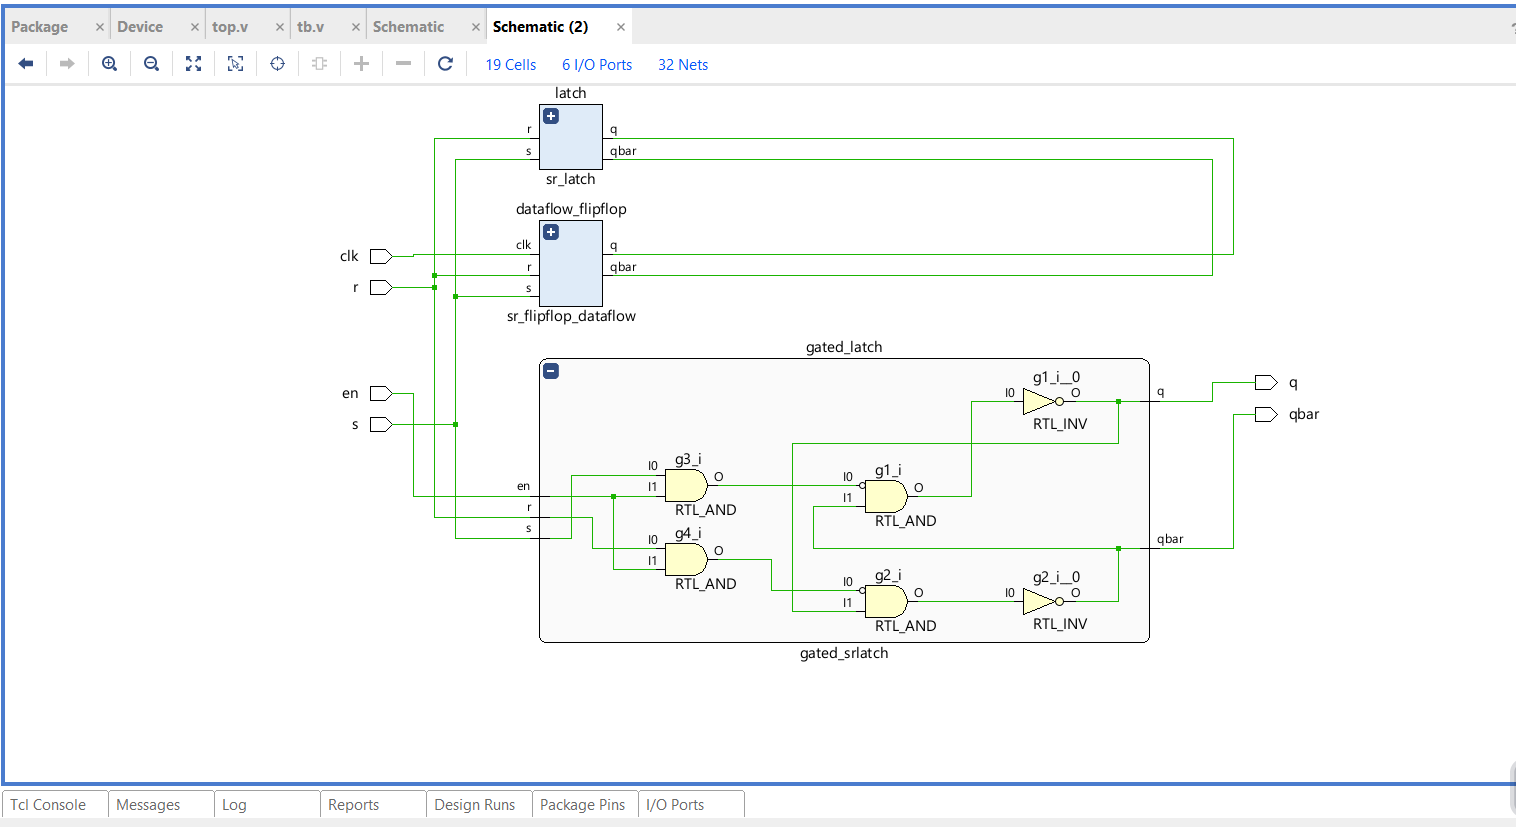 Package × Device × top.v × tb.v × Schematic × Schematic (2) × ?
19 Cells 6 I/O Ports 32 Nets
latch
r q
s qbar
sr_latch
dataflow_flipflop
clk q
r qbar
s
sr_flipflop_dataflow
clk
r
en
s
gated_latch
g1_i__0
I0 O
RTL_INV
q
q
qbar
g3_i
I0 O
I1
RTL_AND
g1_i
I0 O
I1
RTL_AND
en
r
s
g4_i
I0 O
I1
RTL_AND
qbar
g2_i
I0 O
I1
RTL_AND
g2_i__0
I0 O
RTL_INV
gated_srlatch
Tcl Console Messages Log Reports Design Runs Package Pins I/O Ports